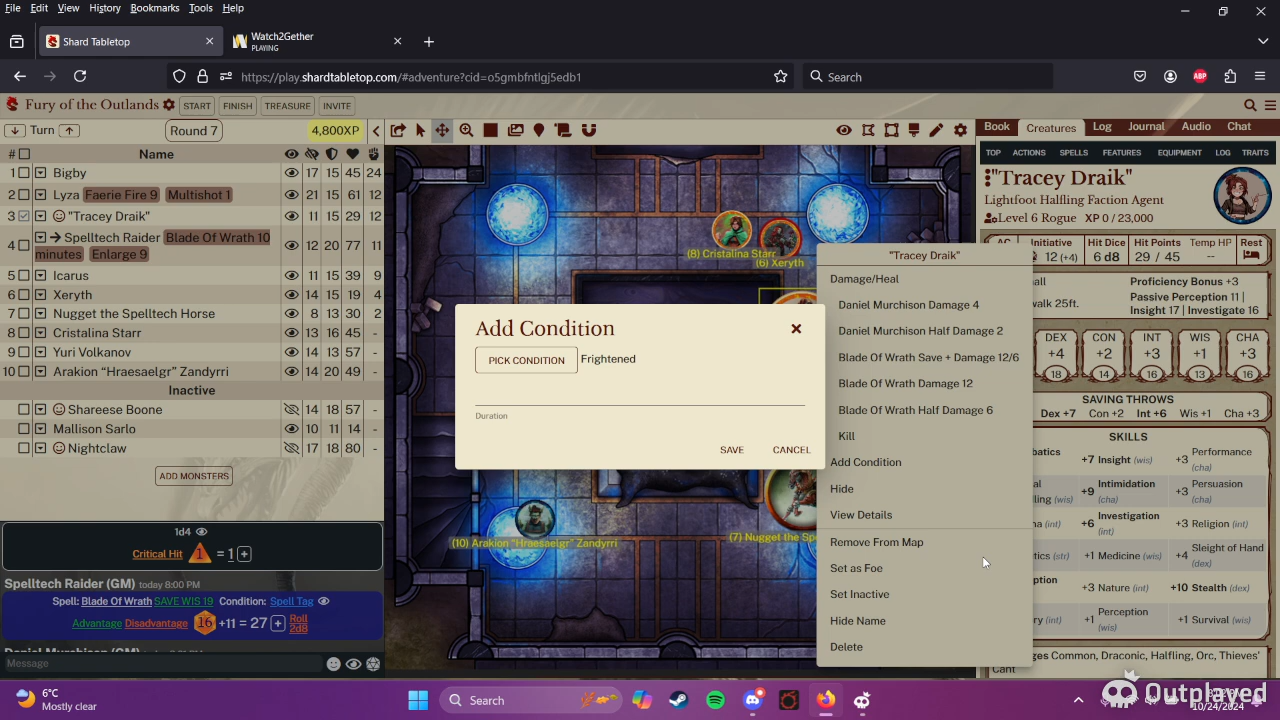 File Edit View History Bookmarks Tools Help
Shard Tabletop
Watch2Gether
PLAYING
https://play.shardtabletop.com/#adventure?cid=o5gmbfntlgj5edb1
Search
ABP
Fury of the Outlands START FINISH TREASURE INVITE
Turn Round 7 4,800XP
# Name
1 Bigby 17 15 45 24
2 Lyza Faerie Fire 9 Multishot 1 21 15 61 12
3 "Tracey Draik" 11 15 29 12
4 Spelltech Raider Blade Of Wrath 10 minutes Enlarge 9 12 20 77 11
5 Icarus 11 15 39 9
6 Xeryth 14 15 19 4
7 Nugget the Spelltech Horse 8 13 30 2
8 Cristalina Starr 13 16 45 -
9 Yuri Volkanov 14 13 57 -
10 Arakion "Hraesaelgr" Zandyrri 14 20 49 -
Inactive
Shareese Boone 14 18 57 -
Mallison Sarlo 10 11 14 -
Nightclaw 17 18 80 -
ADD MONSTERS
1d4
Critical Hit 1 = 1 +
Spelltech Raider (GM) today 8:00 PM
Spell: Blade Of Wrath SAVE WIS 19 Condition: Spell Tag
Advantage Disadvantage 16 +11 = 27 + Roll 2d8
Message
(8) Cristalina Starr
(6) Xeryth
(10) Arakion "Hraesaelgr" Zandyrri
(7) Nugget the Spe
Add Condition
PICK CONDITION Frightened
Duration
SAVE CANCEL
"Tracey Draik"
Damage/Heal
Daniel Murchison Damage 4
Daniel Murchison Half Damage 2
Blade Of Wrath Save + Damage 12/6
Blade Of Wrath Damage 12
Blade Of Wrath Half Damage 6
Kill
Add Condition
Hide
View Details
Remove From Map
Set as Foe
Set Inactive
Hide Name
Delete
Book Creatures Log Journal Audio Chat
TOP ACTIONS SPELLS FEATURES EQUIPMENT LOG TRAITS
"Tracey Draik"
Lightfoot Halfling Faction Agent
Level 6 Rogue XP 0 / 23,000
AC Initiative Hit Dice Hit Points Temp HP Rest
12 (+4) 6 d8 29 / 45 --
Proficiency Bonus +3
walk 25ft. Passive Perception 11 |
Insight 17 | Investigate 16
DEX CON INT WIS CHA
+4 +2 +3 +1 +3
18 14 16 13 16
SAVING THROWS
Dex +7 Con +2 Int +6 Wis +1 Cha +3
SKILLS
+7 Insight (wis) +3 Performance (cha)
+9 Intimidation (cha) +3 Persuasion (cha)
+6 Investigation (int) +3 Religion (int)
+1 Medicine (wis) +4 Sleight of Hand (dex)
+3 Nature (int) +10 Stealth (dex)
+1 Perception (wis) +1 Survival (wis)
Common, Draconic, Halfling, Orc, Thieves'
Cant
6°C
Mostly clear
Search
10/24/2024
Outplayed